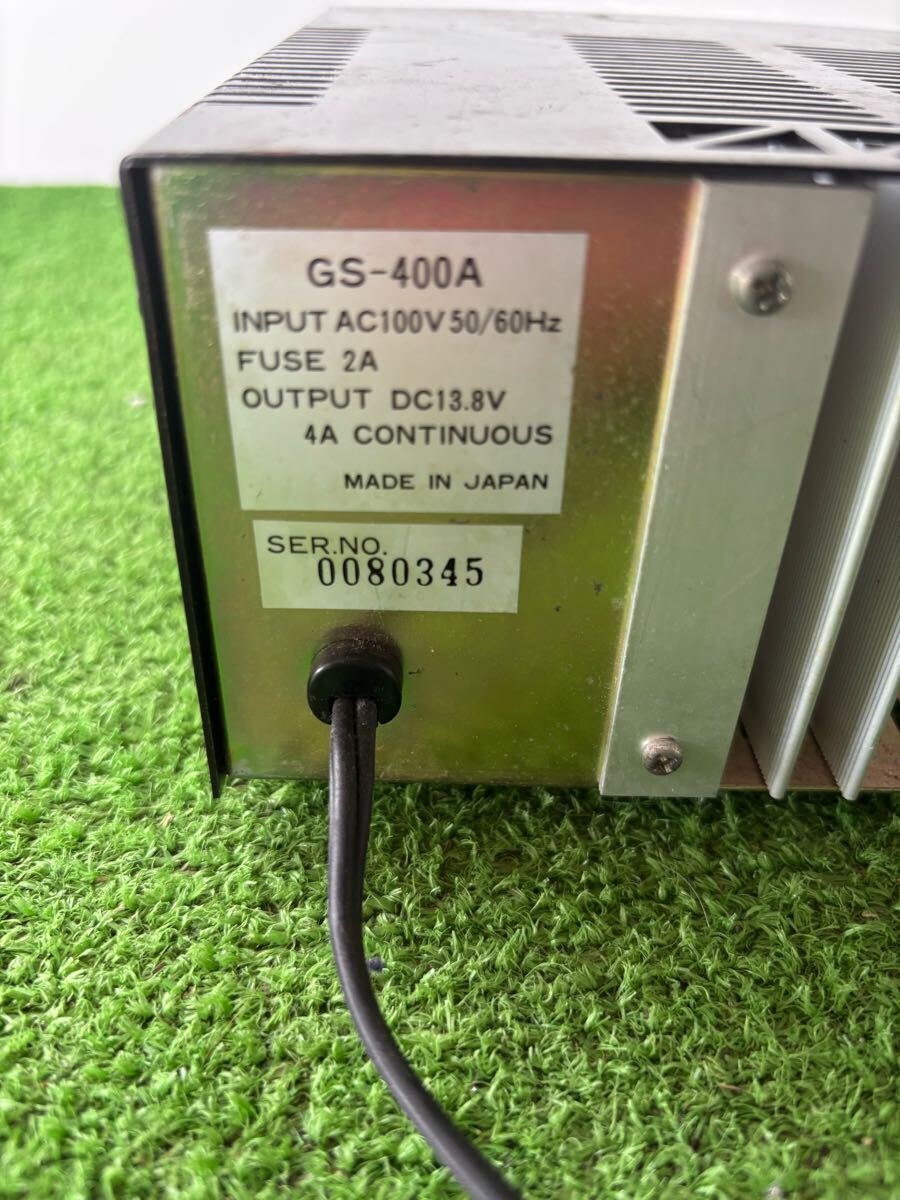 GS-400A
INPUT AC100V 50/60Hz
FUSE 2A
OUTPUT DC13.8V
4A CONTINUOUS
MADE IN JAPAN
SER.NO.
0080345